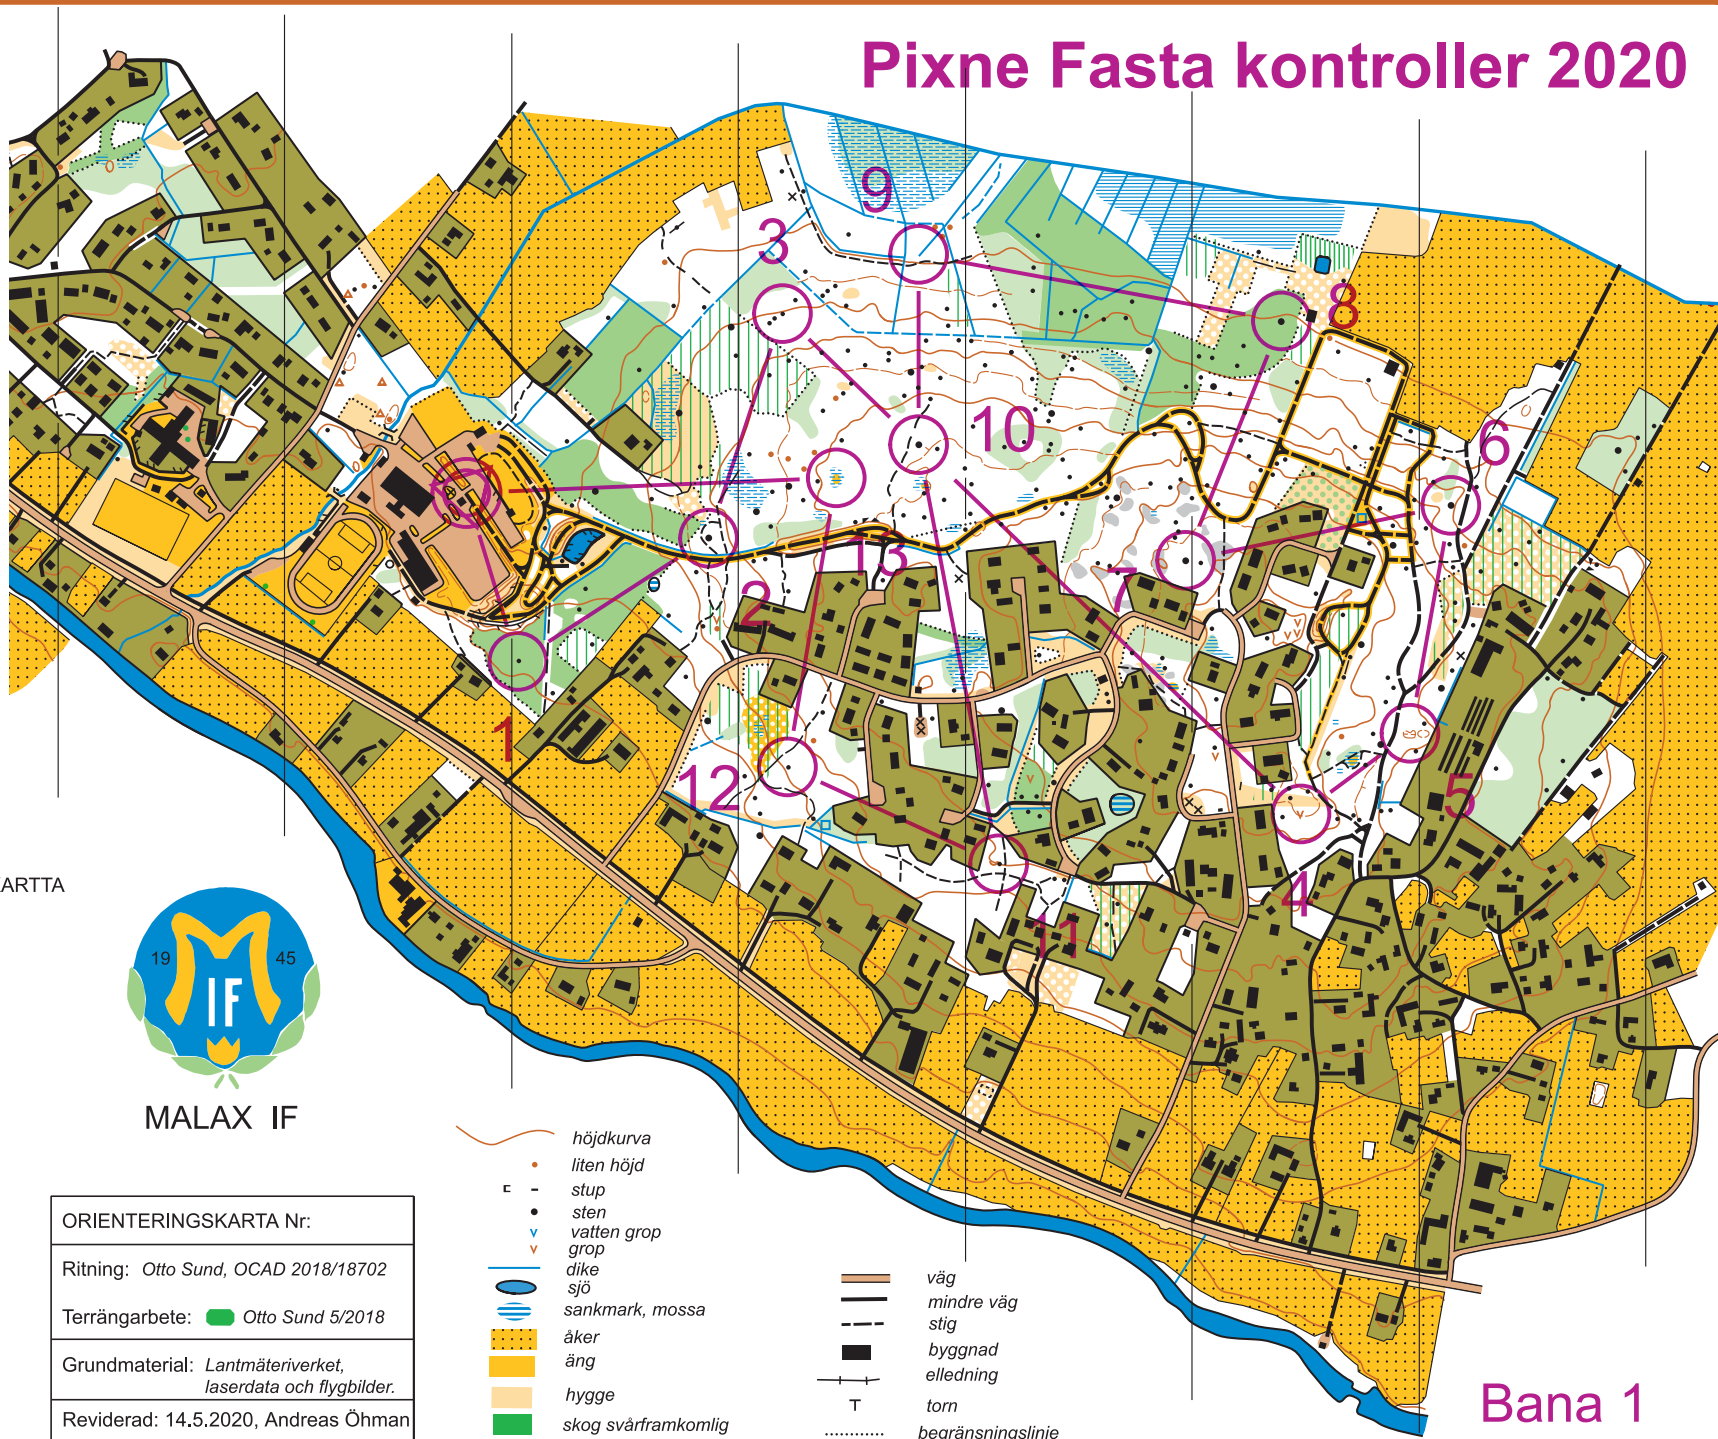 Pixne Fasta kontroller 2020
9
3
8
10
6
13
7
2
1
12
5
4
11
KARTTA
19 45
IF
MALAX IF
ORIENTERINGSKARTA Nr:
Ritning: Otto Sund, OCAD 2018/18702
Terrängarbete: Otto Sund 5/2018
Grundmaterial: Lantmäteriverket,
laserdata och flygbilder.
Reviderad: 14.5.2020, Andreas Öhman
höjdkurva
liten höjd
stup
sten
vatten grop
grop
dike
sjö
sankmark, mossa
åker
äng
hygge
skog svårframkomlig
väg
mindre väg
stig
byggnad
elledning
torn
begränsningslinje
Bana 1